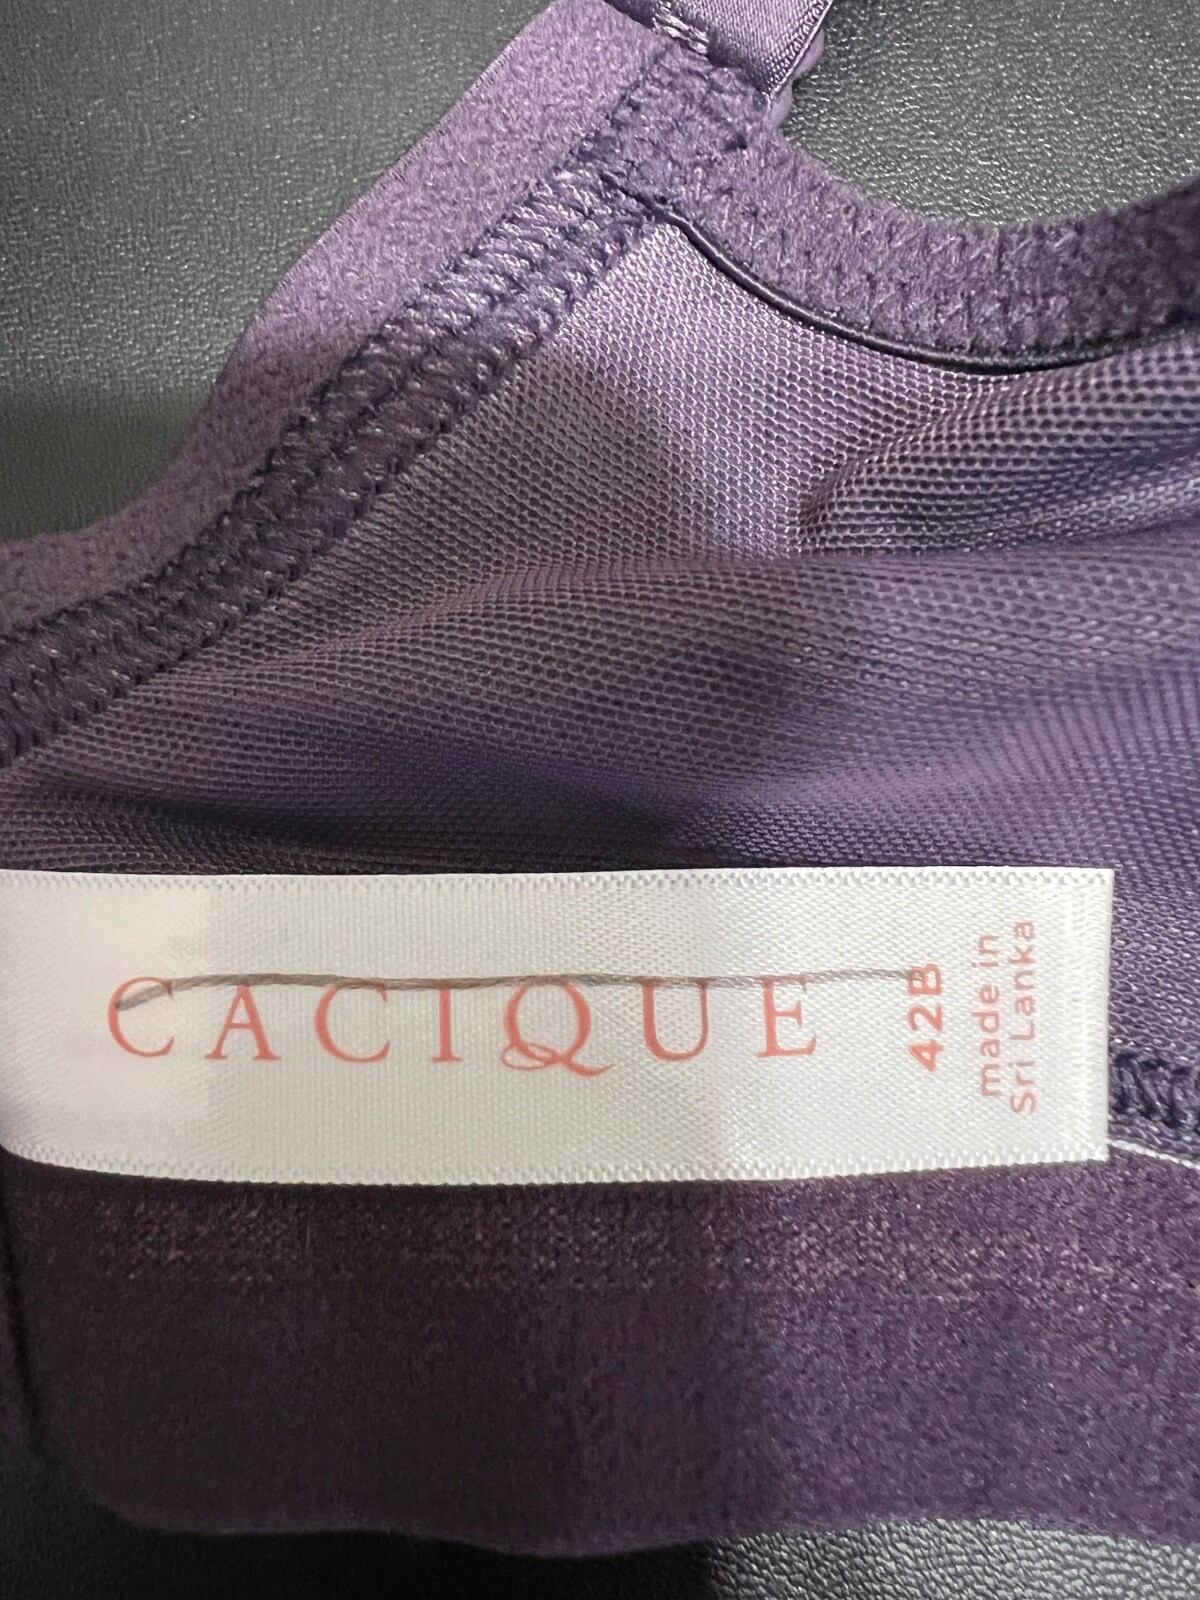 CACIQUE
42B
made in
Sri Lanka